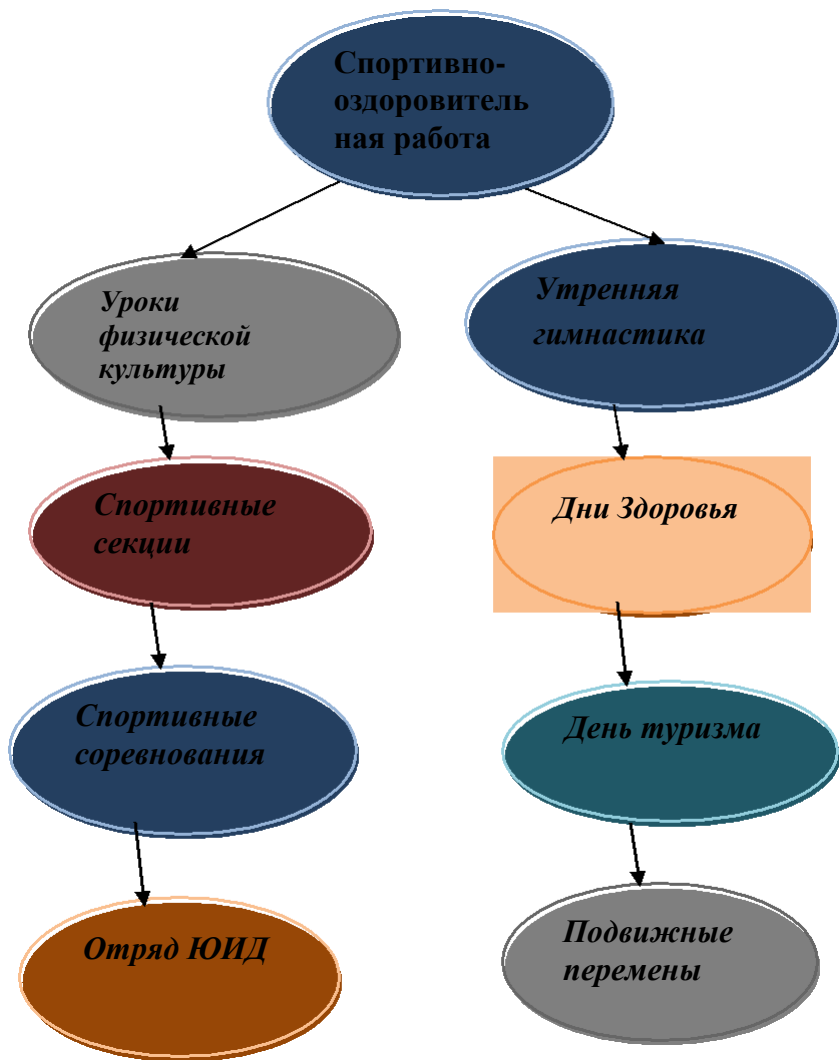 Спортивно-
оздоровитель
ная работа
Уроки
физической
культуры
Утренняя
гимнастика
Спортивные
секции
Дни Здоровья
Спортивные
соревнования
День туризма
Отряд ЮИД
Подвижные
перемены